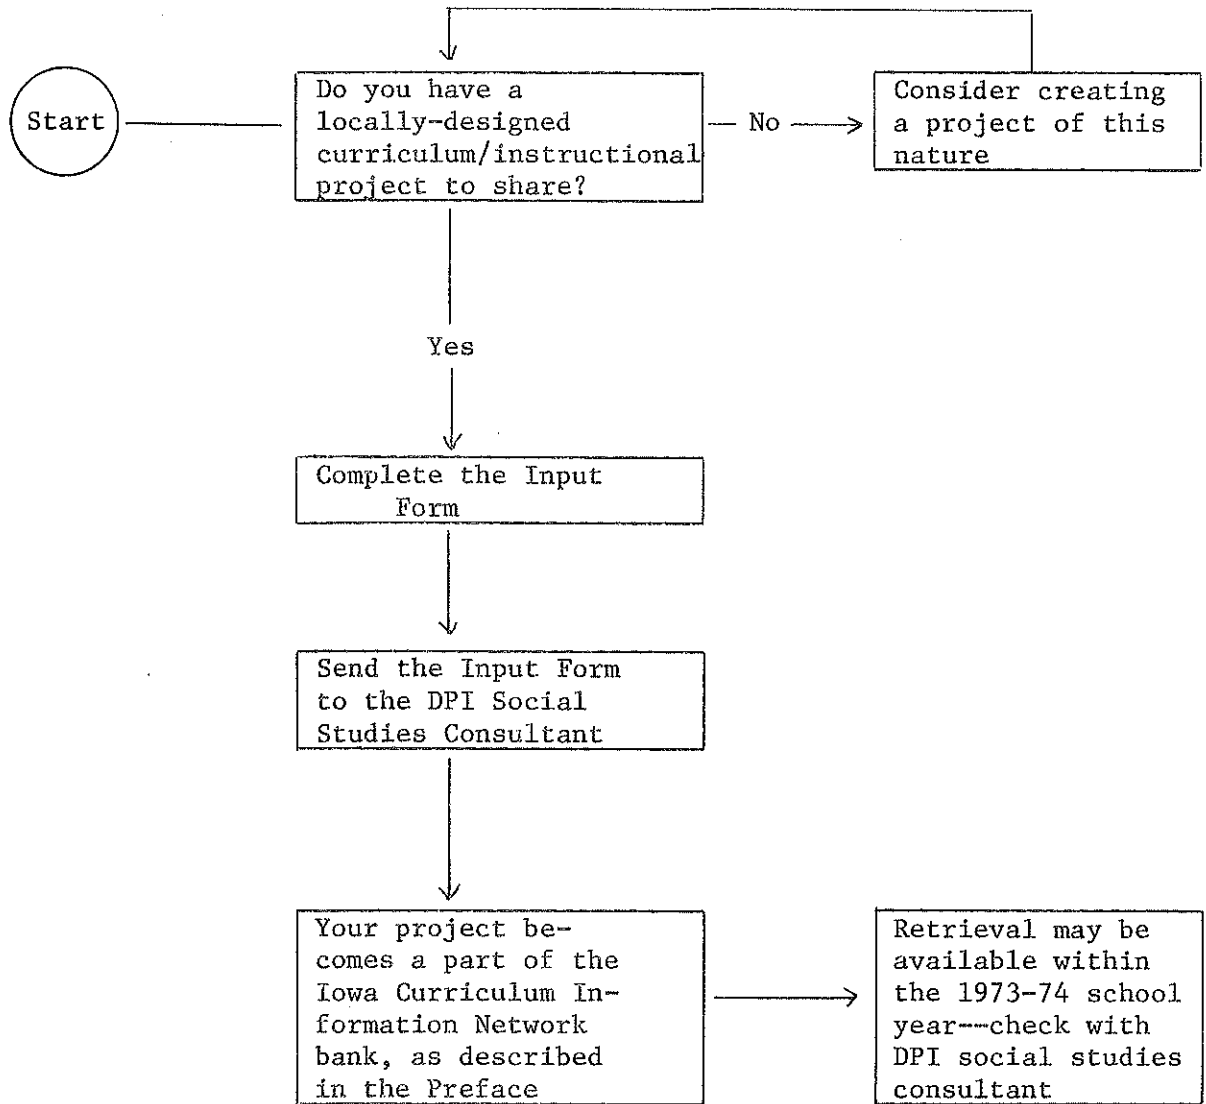 Start
Do you have a
locally-designed
curriculum/instructional
project to share?
No
Consider creating
a project of this
nature
Yes
Complete the Input
Form
Send the Input Form
to the DPI Social
Studies Consultant
Your project be-
comes a part of the
Iowa Curriculum In-
formation Network
bank, as described
in the Preface
Retrieval may be
available within
the 1973-74 school
year--check with
DPI social studies
consultant